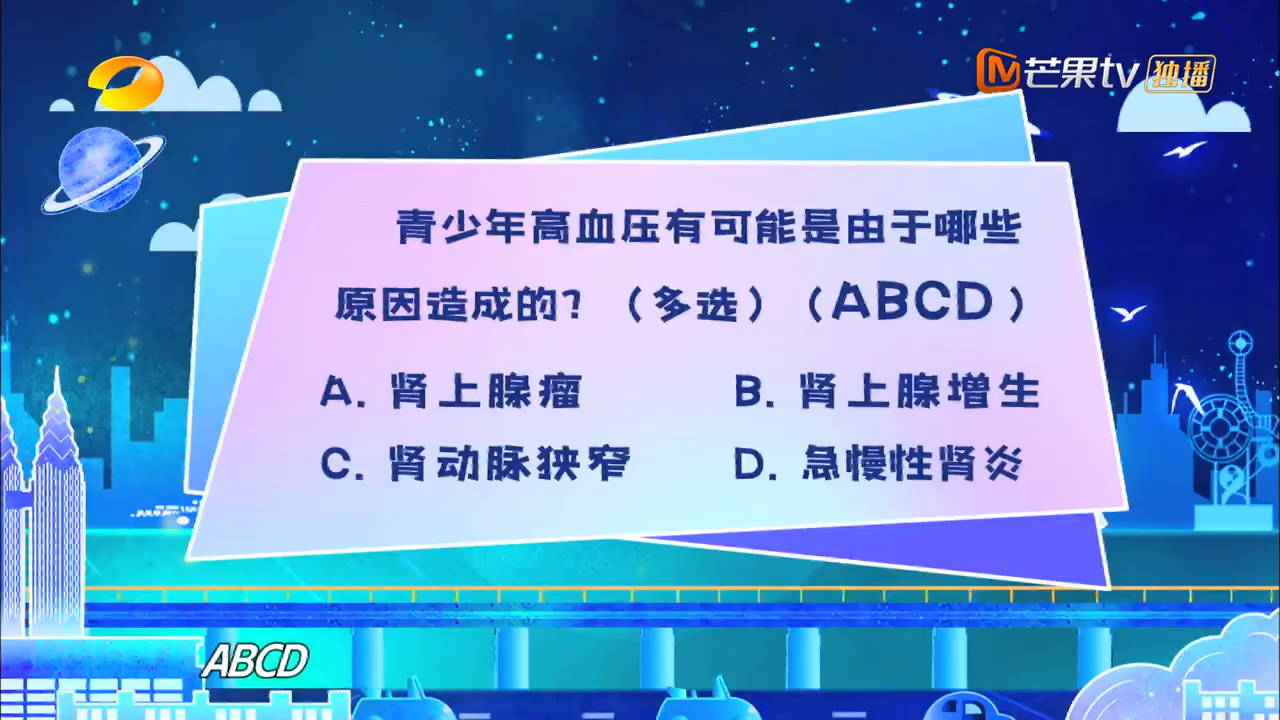 芒果tv 独播
青少年高血压有可能是由于哪些
原因造成的?（多选）（ABCD）
A. 肾上腺瘤 B. 肾上腺增生
C. 肾动脉狭窄 D. 急慢性肾炎
ABCD